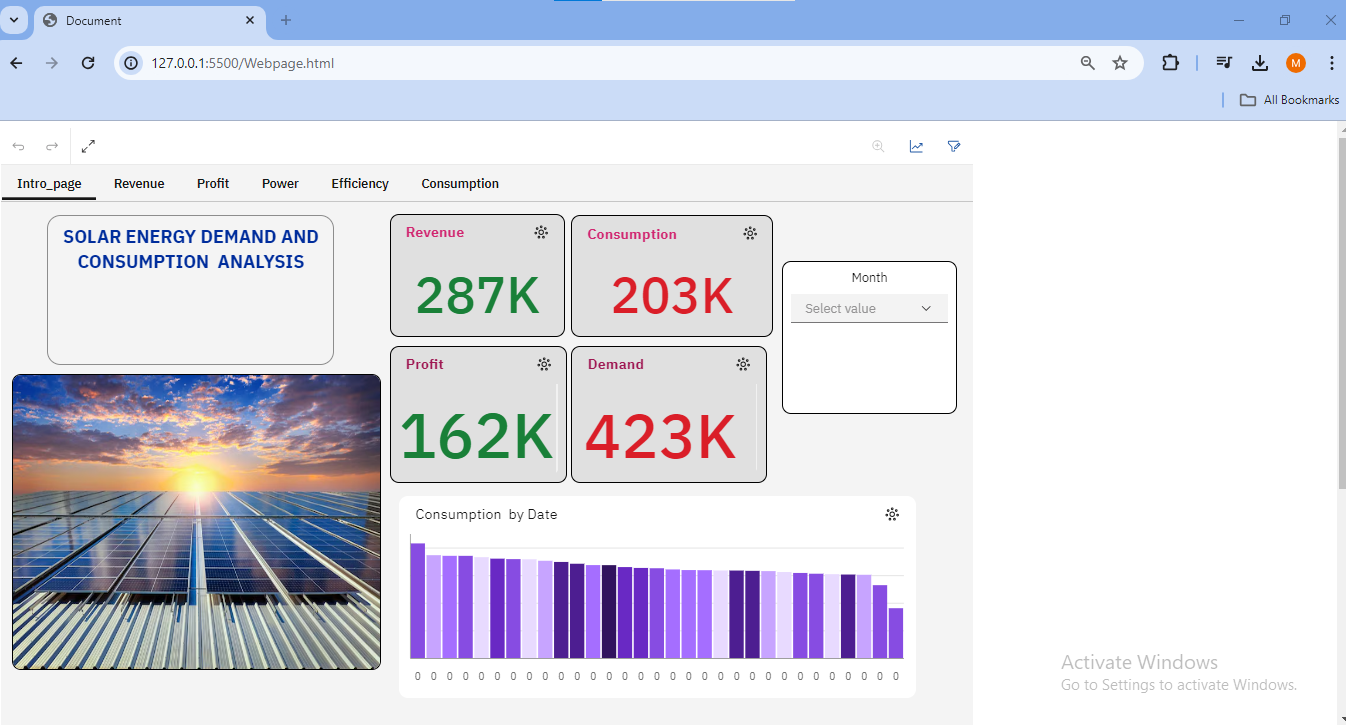 Document
127.0.0.1:5500/Webpage.html
M
All Bookmarks
Intro_page Revenue Profit Power Efficiency Consumption
SOLAR ENERGY DEMAND AND
CONSUMPTION ANALYSIS
Revenue
287K
Consumption
203K
Month
Select value
Profit
162K
Demand
423K
Consumption by Date
0 0 0 0 0 0 0 0 0 0 0 0 0 0 0 0 0 0 0 0 0 0 0 0 0 0 0 0 0 0 0
Activate Windows
Go to Settings to activate Windows.